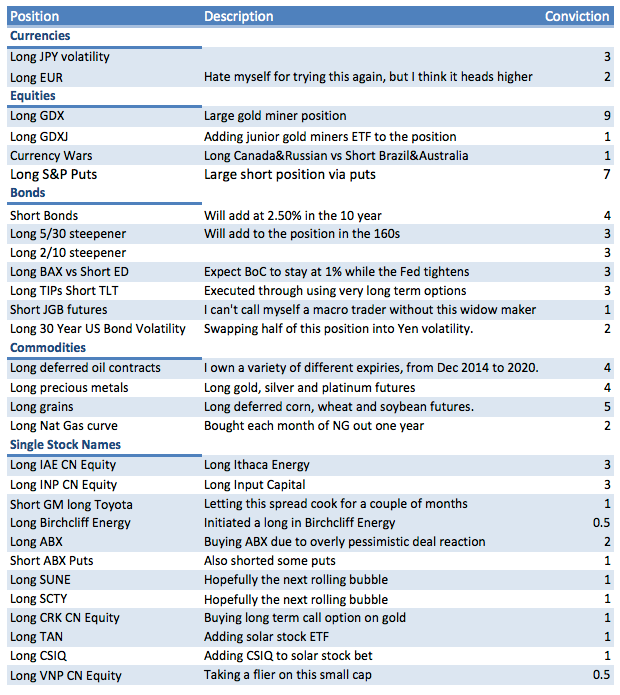 Position Description Conviction
Currencies
Long JPY volatility 3
Long EUR Hate myself for trying this again, but I think it heads higher 2
Equities
Long GDX Large gold miner position 9
Long GDXJ Adding junior gold miners ETF to the position 1
Currency Wars Long Canada&Russian vs Short Brazil&Australia 1
Long S&P Puts Large short position via puts 7
Bonds
Short Bonds Will add at 2.50% in the 10 year 4
Long 5/30 steepener Will add to the position in the 160s 3
Long 2/10 steepener 3
Long BAX vs Short ED Expect BoC to stay at 1% while the Fed tightens 3
Long TIPs Short TLT Executed through using very long term options 3
Short JGB futures I can't call myself a macro trader without this widow maker 1
Long 30 Year US Bond Volatility Swapping half of this position into Yen volatility. 2
Commodities
Long deferred oil contracts I own a variety of different expiries, from Dec 2014 to 2020. 4
Long precious metals Long gold, silver and platinum futures 4
Long grains Long deferred corn, wheat and soybean futures. 5
Long Nat Gas curve Bought each month of NG out one year 2
Single Stock Names
Long IAE CN Equity Long Ithaca Energy 3
Long INP CN Equity Long Input Capital 3
Short GM long Toyota Letting this spread cook for a couple of months 1
Long Birchcliff Energy Initiated a long in Birchcliff Energy 0.5
Long ABX Buying ABX due to overly pessimistic deal reaction 2
Short ABX Puts Also shorted some puts 1
Long SUNE Hopefully the next rolling bubble 1
Long SCTY Hopefully the next rolling bubble 1
Long CRK CN Equity Buying long term call option on gold 1
Long TAN Adding solar stock ETF 1
Long CSIQ Adding CSIQ to solar stock bet 1
Long VNP CN Equity Taking a flier on this small cap 0.5